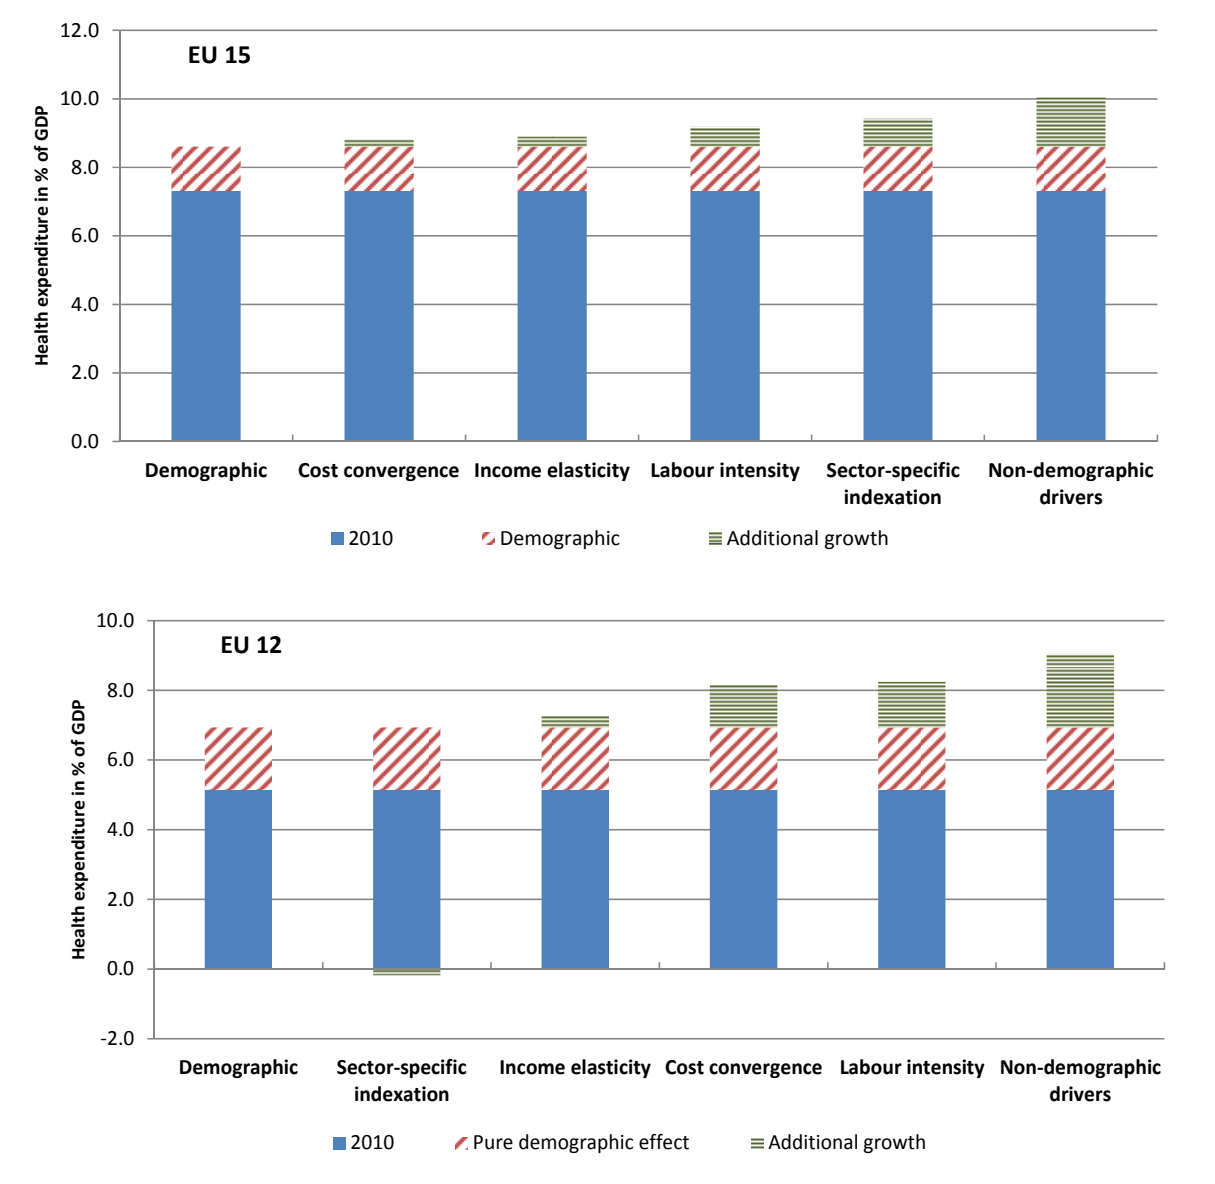 EU 15
Health expenditure in % of GDP
12.0
10.0
8.0
6.0
4.0
2.0
0.0
Demographic Cost convergence Income elasticity Labour intensity Sector-specific Non-demographic
indexation drivers
2010 Demographic Additional growth
EU 12
Health expenditure in % of GDP
10.0
8.0
6.0
4.0
2.0
0.0
-2.0
Demographic Sector-specific Income elasticity Cost convergence Labour intensity Non-demographic
indexation drivers
2010 Pure demographic effect Additional growth